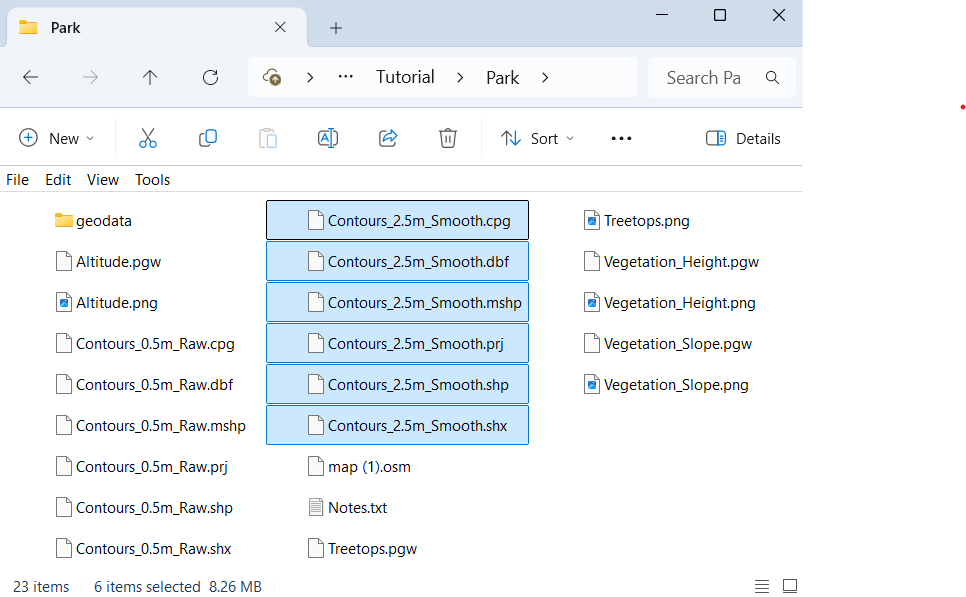 Park
Tutorial
Park
Search Pa
New
Sort
Details
File Edit View Tools
geodata
Altitude.pgw
Altitude.png
Contours_0.5m_Raw.cpg
Contours_0.5m_Raw.dbf
Contours_0.5m_Raw.mshp
Contours_0.5m_Raw.prj
Contours_0.5m_Raw.shp
Contours_0.5m_Raw.shx
Contours_2.5m_Smooth.cpg
Contours_2.5m_Smooth.dbf
Contours_2.5m_Smooth.mshp
Contours_2.5m_Smooth.prj
Contours_2.5m_Smooth.shp
Contours_2.5m_Smooth.shx
map (1).osm
Notes.txt
Treetops.pgw
Treetops.png
Vegetation_Height.pgw
Vegetation_Height.png
Vegetation_Slope.pgw
Vegetation_Slope.png
23 items 6 items selected 8.26 MB